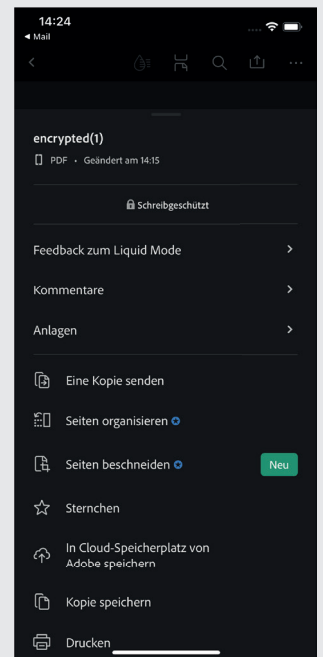 14:24
◀ Mail
encrypted(1)
PDF • Geändert am 14:15
Schreibgeschützt
Feedback zum Liquid Mode
Kommentare
Anlagen
Eine Kopie senden
Seiten organisieren
Seiten beschneiden
Neu
Sternchen
In Cloud-Speicherplatz von
Adobe speichern
Kopie speichern
Drucken